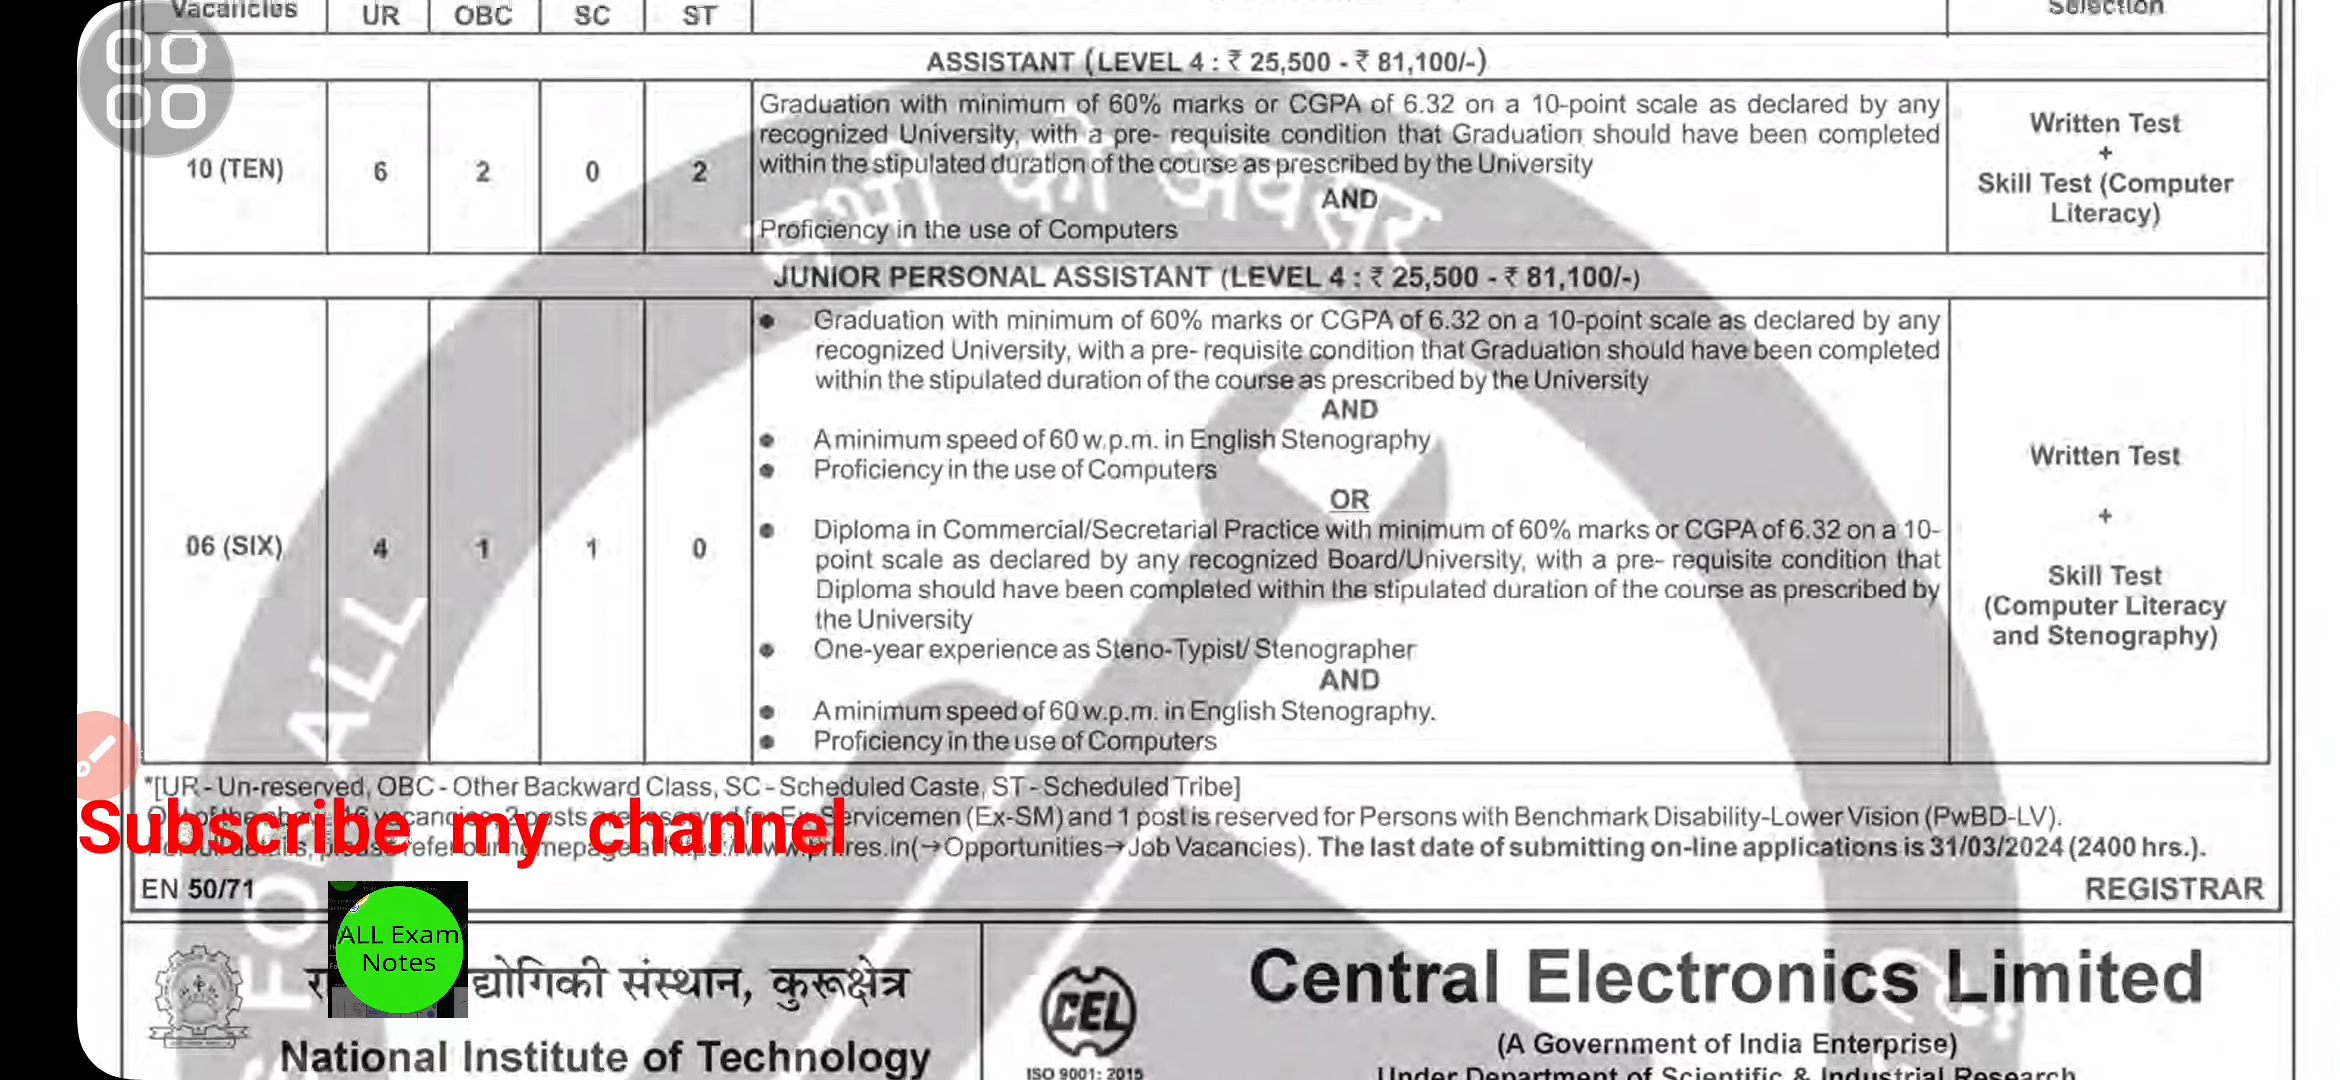 Vacancies UR OBC SC ST Selection
ASSISTANT (LEVEL 4 : ₹ 25,500 - ₹ 81,100/-)
10 (TEN) 6 2 0 2
Graduation with minimum of 60% marks or CGPA of 6.32 on a 10-point scale as declared by any
recognized University, with a pre- requisite condition that Graduation should have been completed
within the stipulated duration of the course as prescribed by the University
AND
Proficiency in the use of Computers
Written Test
+
Skill Test (Computer
Literacy)
JUNIOR PERSONAL ASSISTANT (LEVEL 4 : ₹ 25,500 - ₹ 81,100/-)
06 (SIX) 4 1 1 0
● Graduation with minimum of 60% marks or CGPA of 6.32 on a 10-point scale as declared by any
recognized University, with a pre- requisite condition that Graduation should have been completed
within the stipulated duration of the course as prescribed by the University
AND
● A minimum speed of 60 w.p.m. in English Stenography
● Proficiency in the use of Computers
OR
● Diploma in Commercial/Secretarial Practice with minimum of 60% marks or CGPA of 6.32 on a 10-
point scale as declared by any recognized Board/University, with a pre- requisite condition that
Diploma should have been completed within the stipulated duration of the course as prescribed by
the University
● One-year experience as Steno-Typist/ Stenographer
AND
● A minimum speed of 60 w.p.m. in English Stenography.
● Proficiency in the use of Computers
Written Test
+
Skill Test
(Computer Literacy
and Stenography)
*[UR - Un-reserved, OBC - Other Backward Class, SC - Scheduled Caste, ST - Scheduled Tribe]
(Ex-SM) and 1 post is reserved for Persons with Benchmark Disability-Lower Vision (PwBD-LV).
(→Opportunities→Job Vacancies). The last date of submitting on-line applications is 31/03/2024 (2400 hrs.).
Subscribe my channel
EN 50/71 REGISTRAR
ALL Exam
Notes
संस्थान, कुरूक्षेत्र
National Institute of Technology
CEL
ISO 9001: 2015
Central Electronics Limited
(A Government of India Enterprise)
Under Department of Scientific & Industrial Research
सभी को अवसर
FOR ALL